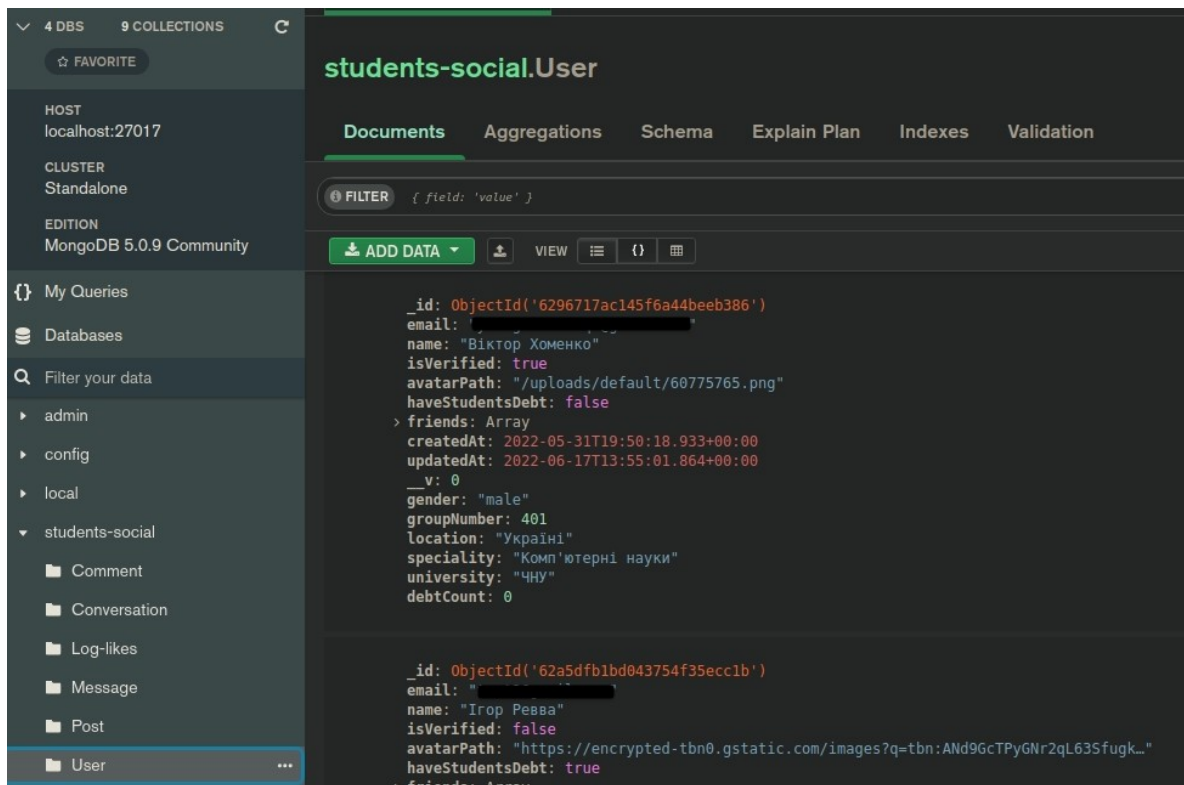 4 DBS 9 COLLECTIONS
FAVORITE
HOST
localhost:27017
CLUSTER
Standalone
EDITION
MongoDB 5.0.9 Community
{} My Queries
Databases
Filter your data
admin
config
local
students-social
Comment
Conversation
Log-likes
Message
Post
User ...
students-social.User
Documents Aggregations Schema Explain Plan Indexes Validation
FILTER { field: 'value' }
ADD DATA VIEW {}
_id: ObjectId('6296717ac145f6a44beeb386')
email: "
name: "Віктор Хоменко"
isVerified: true
avatarPath: "/uploads/default/60775765.png"
haveStudentsDebt: false
> friends: Array
createdAt: 2022-05-31T19:50:18.933+00:00
updatedAt: 2022-06-17T13:55:01.864+00:00
__v: 0
gender: "male"
groupNumber: 401
location: "Україні"
speciality: "Комп'ютерні науки"
university: "ЧНУ"
debtCount: 0
_id: ObjectId('62a5dfb1bd043754f35ecc1b')
email: "
name: "Ігор Ревва"
isVerified: false
avatarPath: "https://encrypted-tbn0.gstatic.com/images?q=tbn:ANd9GcTPyGNr2qL63Sfugk…"
haveStudentsDebt: true